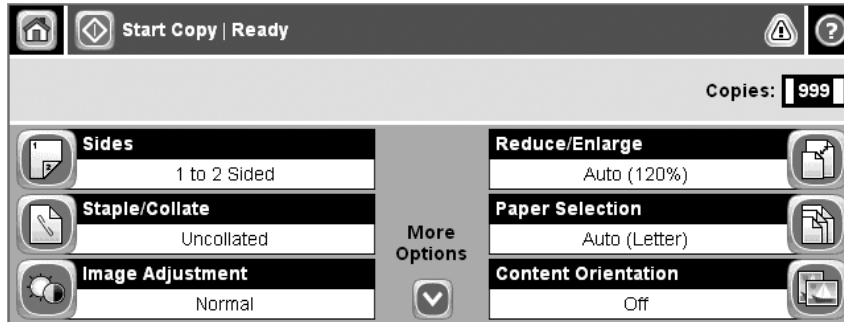 Start Copy | Ready
Copies: 999
Sides
1 to 2 Sided
Staple/Collate
Uncollated
Image Adjustment
Normal
More
Options
Reduce/Enlarge
Auto (120%)
Paper Selection
Auto (Letter)
Content Orientation
Off